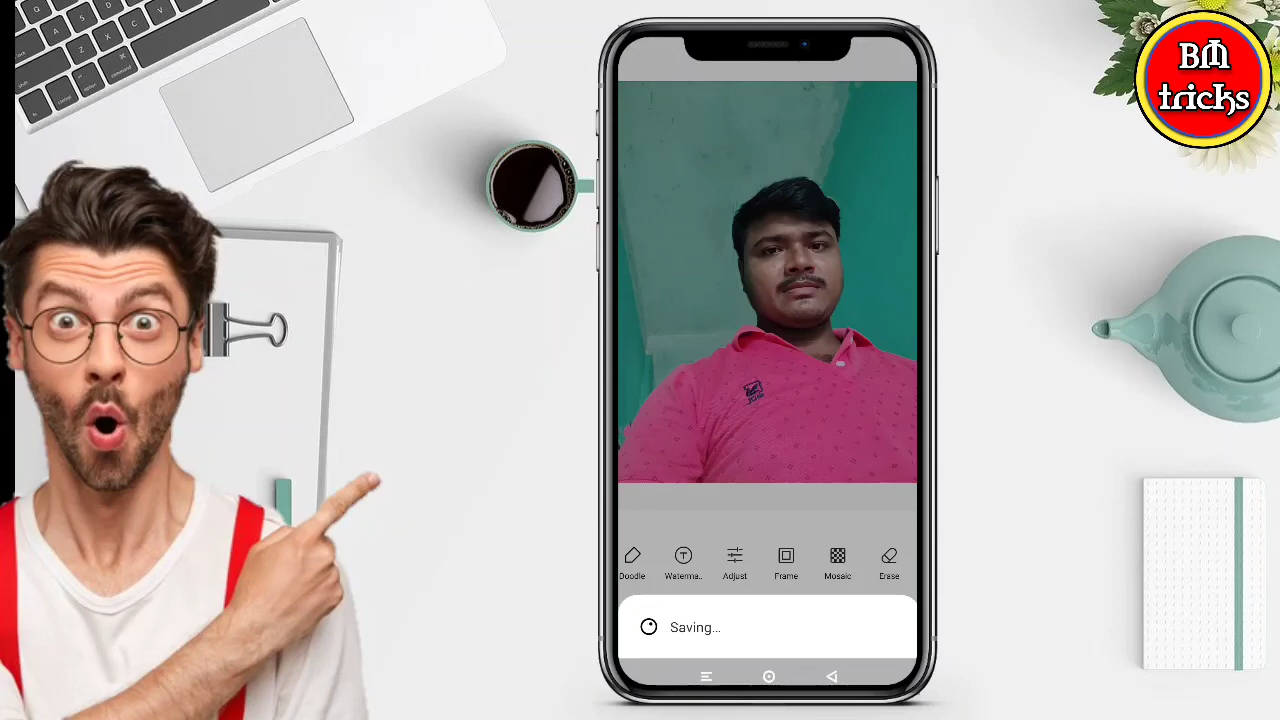 BM
tricks
Doodle
Waterma..
Adjust
Frame
Mosaic
Erase
Saving...